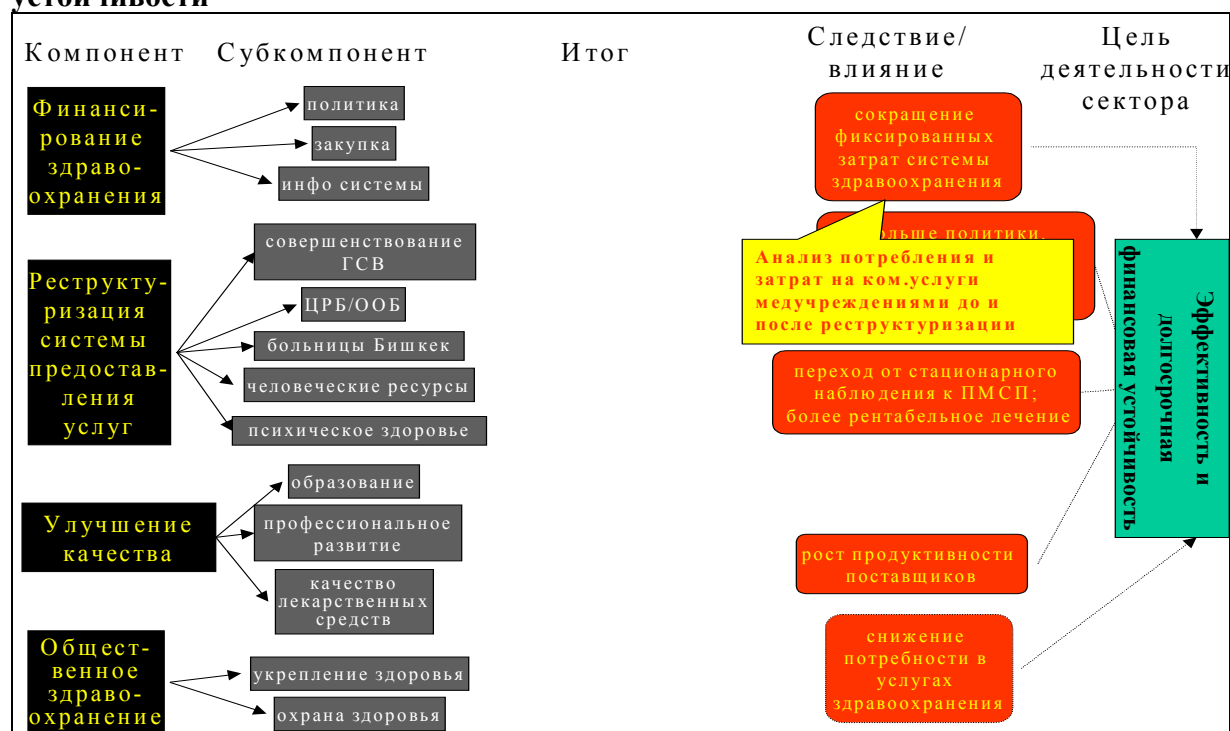 устойчивости
Компонент
Субкомпонент
Итог
Следствие/
влияние
Цель
деятельности
сектора
Финанси-
рование
здраво-
охранения
политика
закупка
инфо системы
Реструкту-
ризация
системы
предостав-
ления
услуг
совершенствование
ГСВ
ЦРБ/ООБ
больницы Бишкек
человеческие ресурсы
психическое здоровье
Улучшение
качества
образование
профессиональное
развитие
качество
лекарственных
средств
Общест-
венное
здраво-
охранение
укрепление здоровья
охрана здоровья
сокращение
фиксированных
затрат системы
здравоохранения
политики,
Анализ потребления и
затрат на ком.услуги
медучреждениями до и
после реструктуризации
переход от стационарного
наблюдения к ПМСП;
более рентабельное лечение
рост продуктивности
поставщиков
снижение
потребности в
услугах
здравоохранения
Эффективность и
долгосрочная
финансовая устойчивость